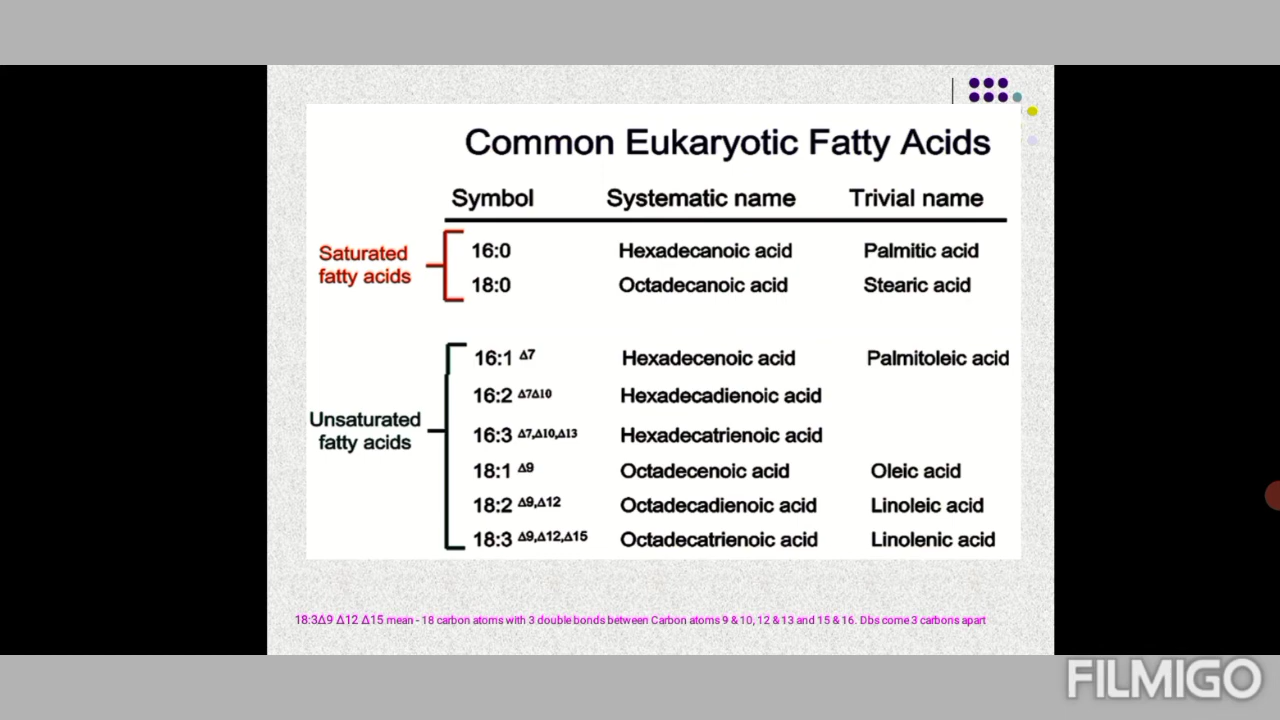 Common Eukaryotic Fatty Acids
Symbol Systematic name Trivial name
Saturated
fatty acids
16:0 Hexadecanoic acid Palmitic acid
18:0 Octadecanoic acid Stearic acid
Unsaturated
fatty acids
16:1 Δ7 Hexadecenoic acid Palmitoleic acid
16:2 Δ7Δ10 Hexadecadienoic acid
16:3 Δ7,Δ10,Δ13 Hexadecatrienoic acid
18:1 Δ9 Octadecenoic acid Oleic acid
18:2 Δ9,Δ12 Octadecadienoic acid Linoleic acid
18:3 Δ9,Δ12,Δ15 Octadecatrienoic acid Linolenic acid
18:3Δ9 Δ12 Δ15 mean - 18 carbon atoms with 3 double bonds between Carbon atoms 9 & 10, 12 & 13 and 15 & 16. Dbs come 3 carbons apart
FILMIGO